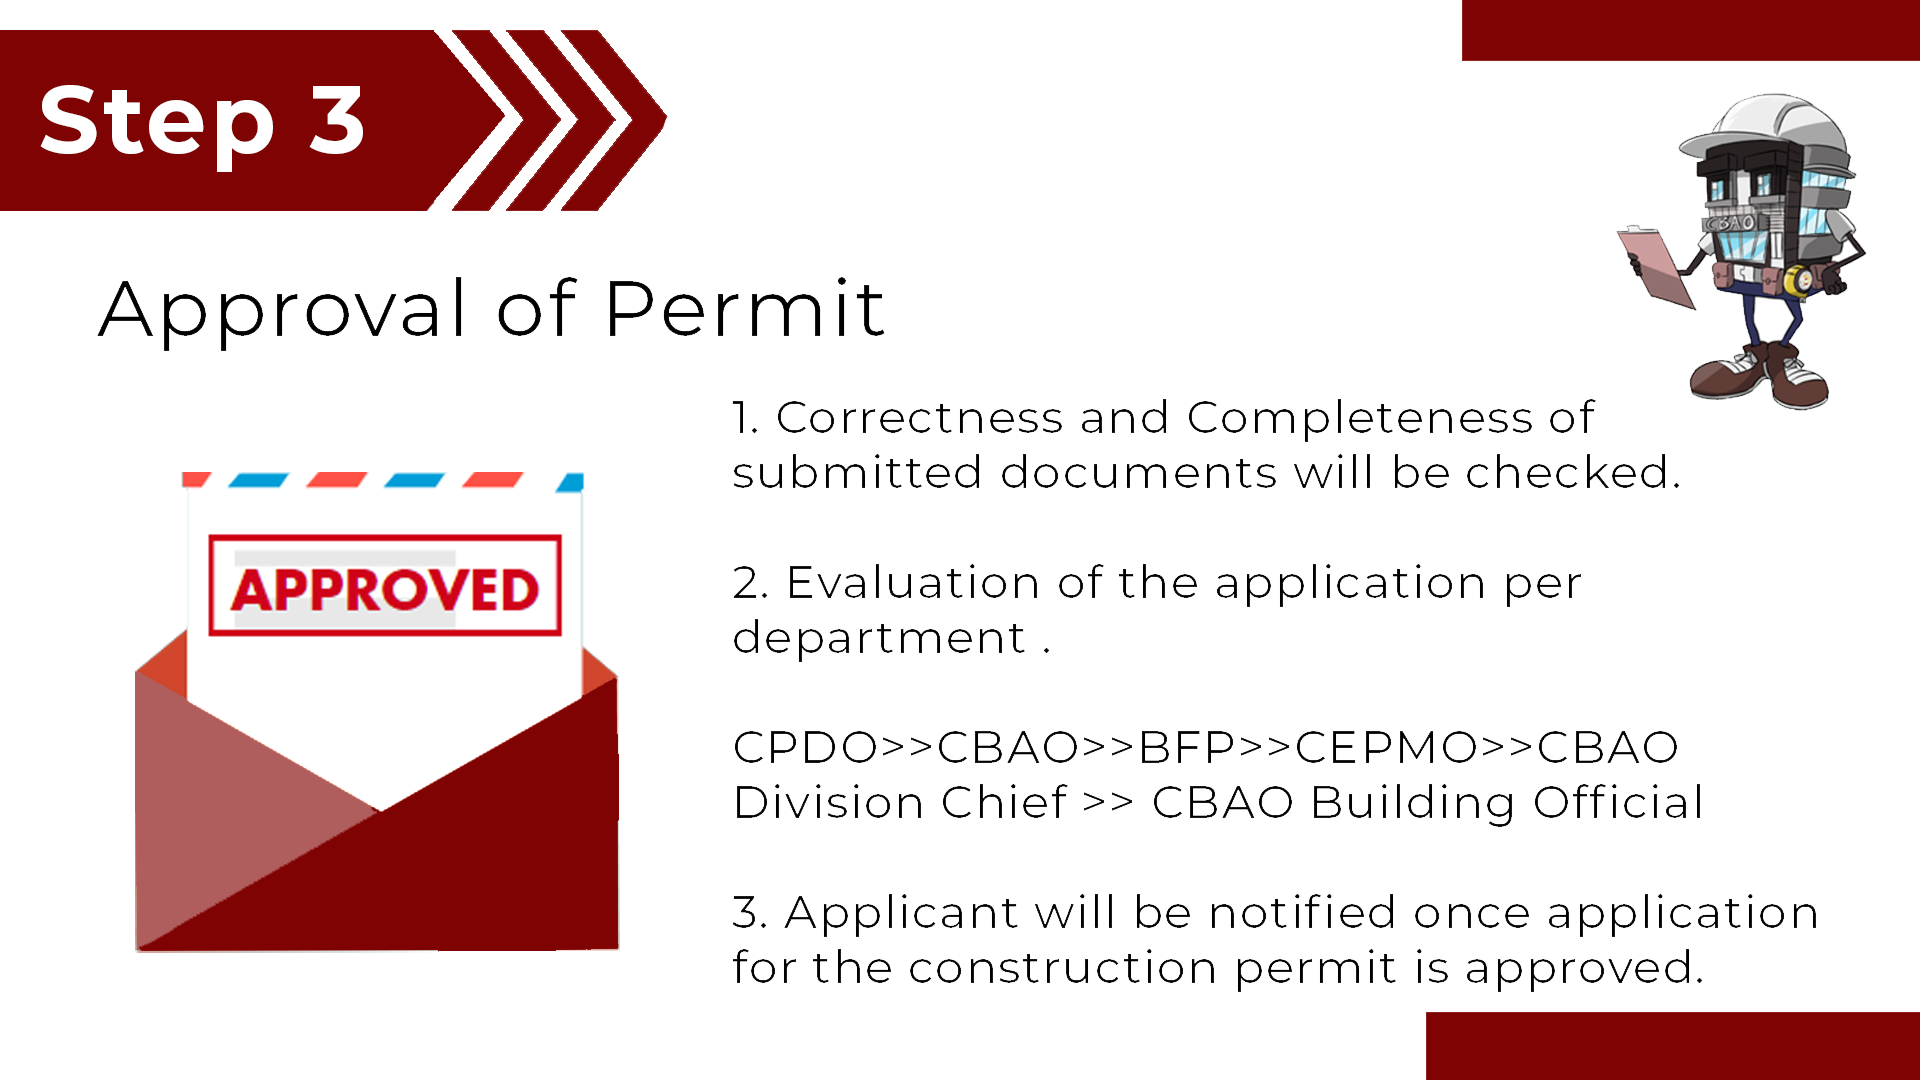 Step 3
CBAO
Approval of Permit
1. Correctness and Completeness of
submitted documents will be checked.
APPROVED
2. Evaluation of the application per
department .
CPDO>>CBAO>>BFP>>CEPMO>>CBAO
Division Chief >> CBAO Building Official
3. Applicant will be notified once application
for the construction permit is approved.